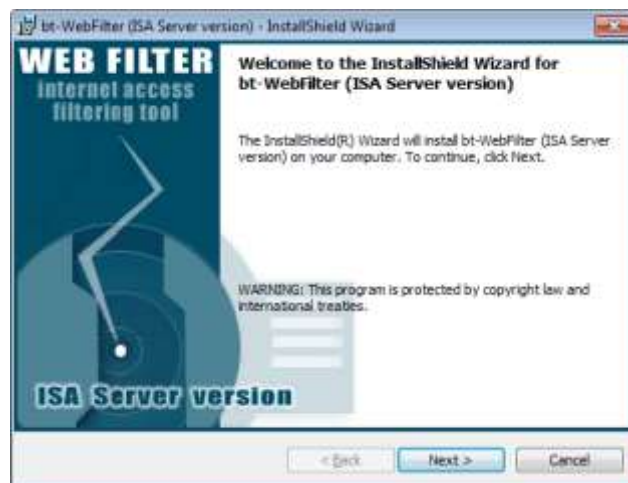 bt-WebFilter (ISA Server version) - InstallShield Wizard
WEB FILTER
internet access
filtering tool
Welcome to the InstallShield Wizard for
bt-WebFilter (ISA Server version)
The InstallShield(R) Wizard will install bt-WebFilter (ISA Server
version) on your computer. To continue, click Next.
WARNING: This program is protected by copyright law and
international treaties.
ISA Server version
< Back
Next >
Cancel